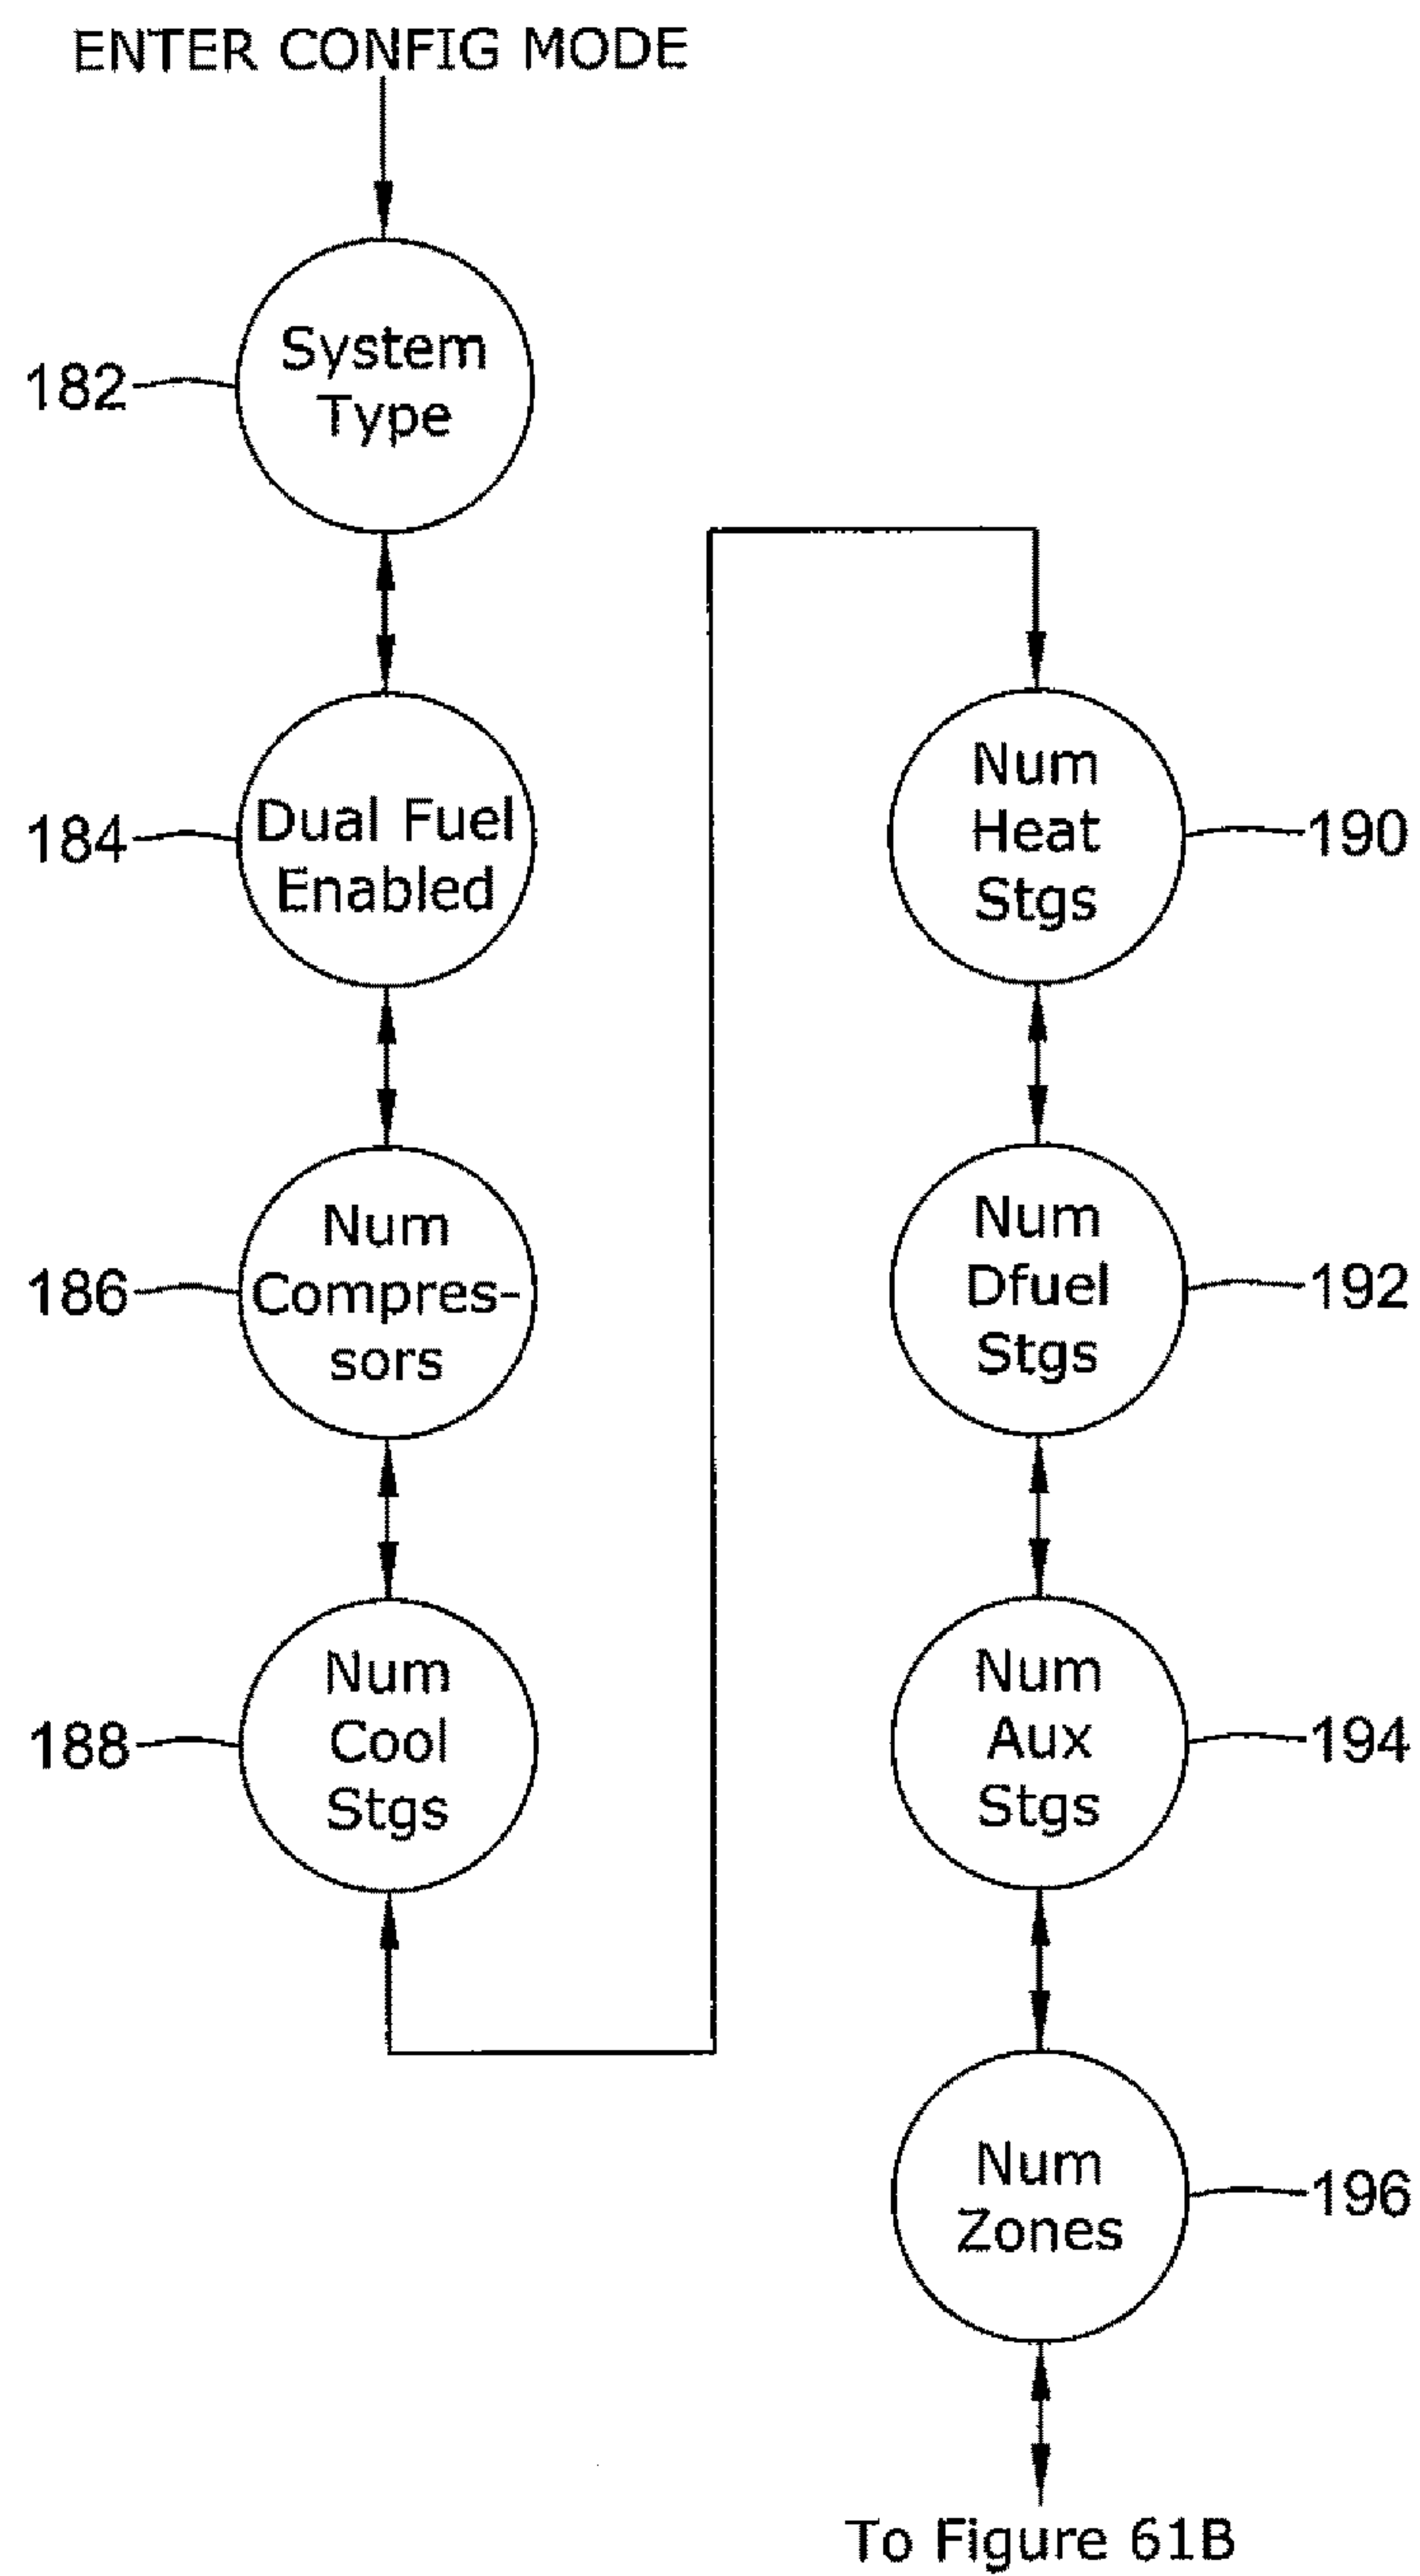 ENTER CONFIG MODE
System
Type
182
Dual Fuel
Enabled
184
Num
Compres-
sors
186
Num
Cool
Stgs
188
Num
Heat
Stgs
190
Num
Dfuel
Stgs
192
Num
Aux
Stgs
194
Num
Zones
196
To Figure 61B